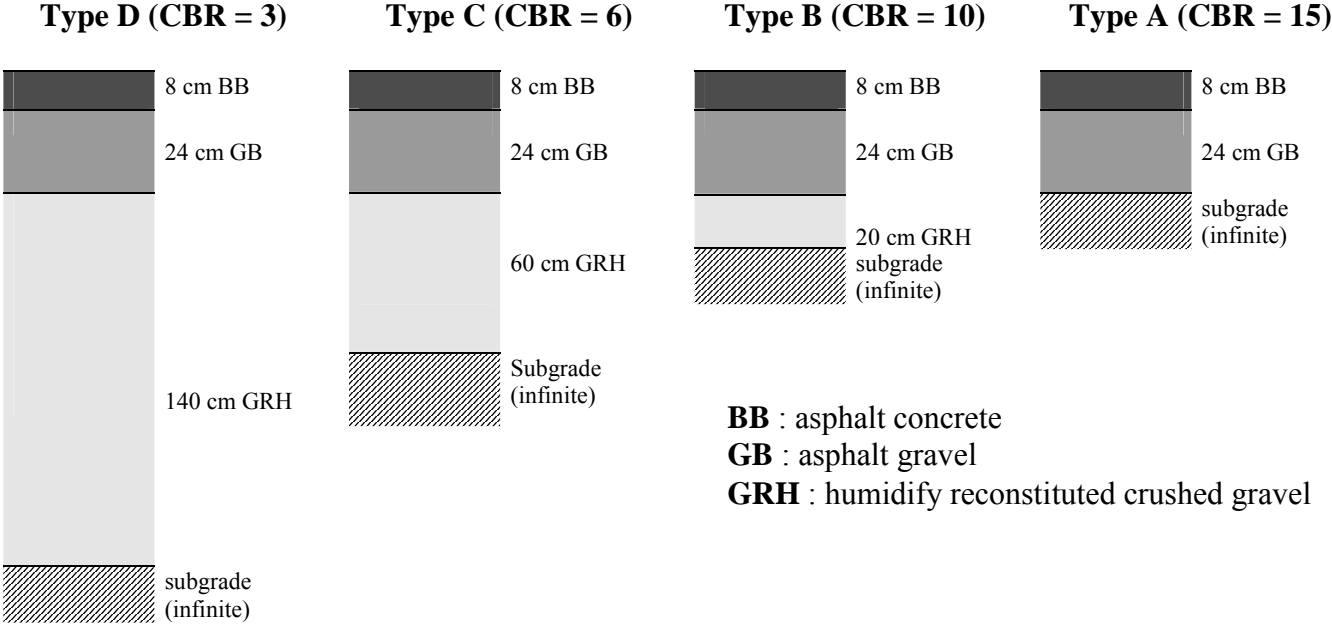 Type D (CBR = 3)
8 cm BB
24 cm GB
140 cm GRH
subgrade
(infinite)
Type C (CBR = 6)
8 cm BB
24 cm GB
60 cm GRH
Subgrade
(infinite)
Type B (CBR = 10)
8 cm BB
24 cm GB
20 cm GRH
subgrade
(infinite)
Type A (CBR = 15)
8 cm BB
24 cm GB
subgrade
(infinite)
BB : asphalt concrete
GB : asphalt gravel
GRH : humidify reconstituted crushed gravel